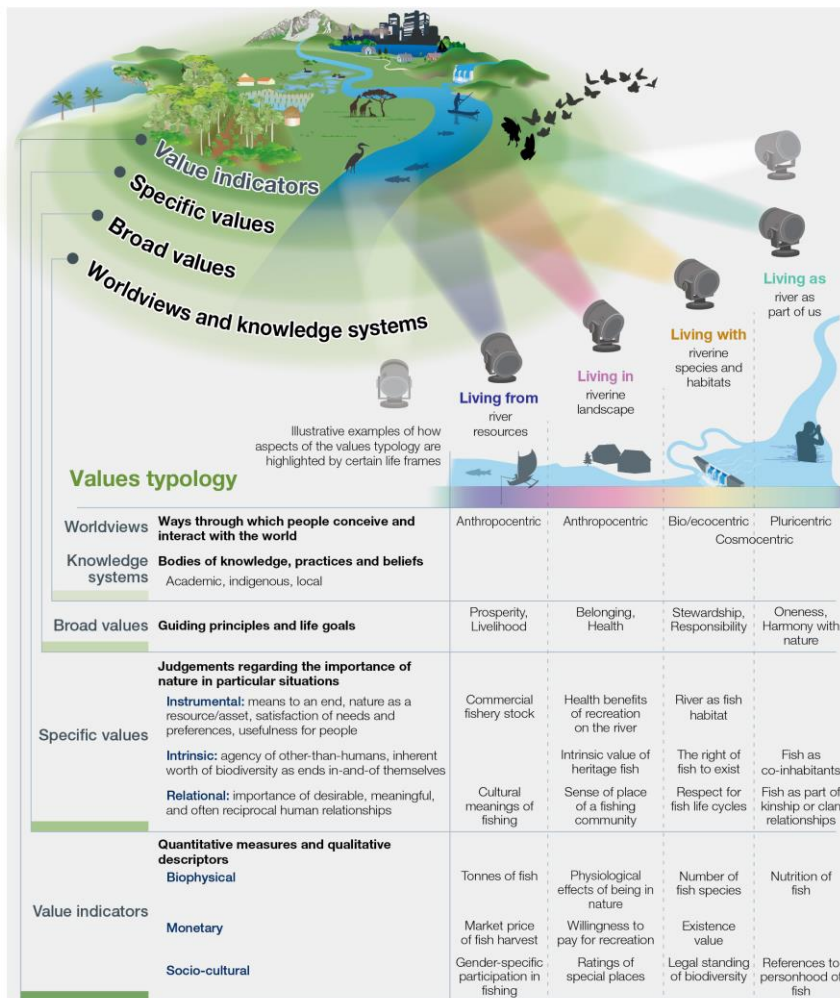 Value indicators
Specific values
Broad values
Worldviews and knowledge systems
Living as
river as
part of us
Living with
riverine
species and
habitats
Living in
riverine
landscape
Living from
river
resources
Illustrative examples of how
aspects of the values typology are
highlighted by certain life frames
Values typology
Worldviews
Ways through which people conceive and
interact with the world
Anthropocentric
Anthropocentric
Bio/ecocentric
Pluricentric
Cosmocentric
Knowledge
systems
Bodies of knowledge, practices and beliefs
Academic, indigenous, local
Broad values
Guiding principles and life goals
Prosperity,
Livelihood
Belonging,
Health
Stewardship,
Responsibility
Oneness,
Harmony with
nature
Specific values
Judgements regarding the importance of
nature in particular situations
Instrumental: means to an end, nature as a
resource/asset, satisfaction of needs and
preferences, usefulness for people
Commercial
fishery stock
Health benefits
of recreation
on the river
River as fish
habitat
Intrinsic: agency of other-than-humans, inherent
worth of biodiversity as ends in-and-of themselves
Intrinsic value of
heritage fish
The right of
fish to exist
Fish as
co-inhabitants
Relational: importance of desirable, meaningful,
and often reciprocal human relationships
Cultural
meanings of
fishing
Sense of place
of a fishing
community
Respect for
fish life cycles
Fish as part of
kinship or clan
relationships
Value indicators
Quantitative measures and qualitative
descriptors
Biophysical
Tonnes of fish
Physiological
effects of being in
nature
Number of
fish species
Nutrition of
fish
Monetary
Market price
of fish harvest
Willingness to
pay for recreation
Existence
value
Socio-cultural
Gender-specific
participation in
fishing
Ratings of
special places
Legal standing
of biodiversity
References to
personhood of
fish